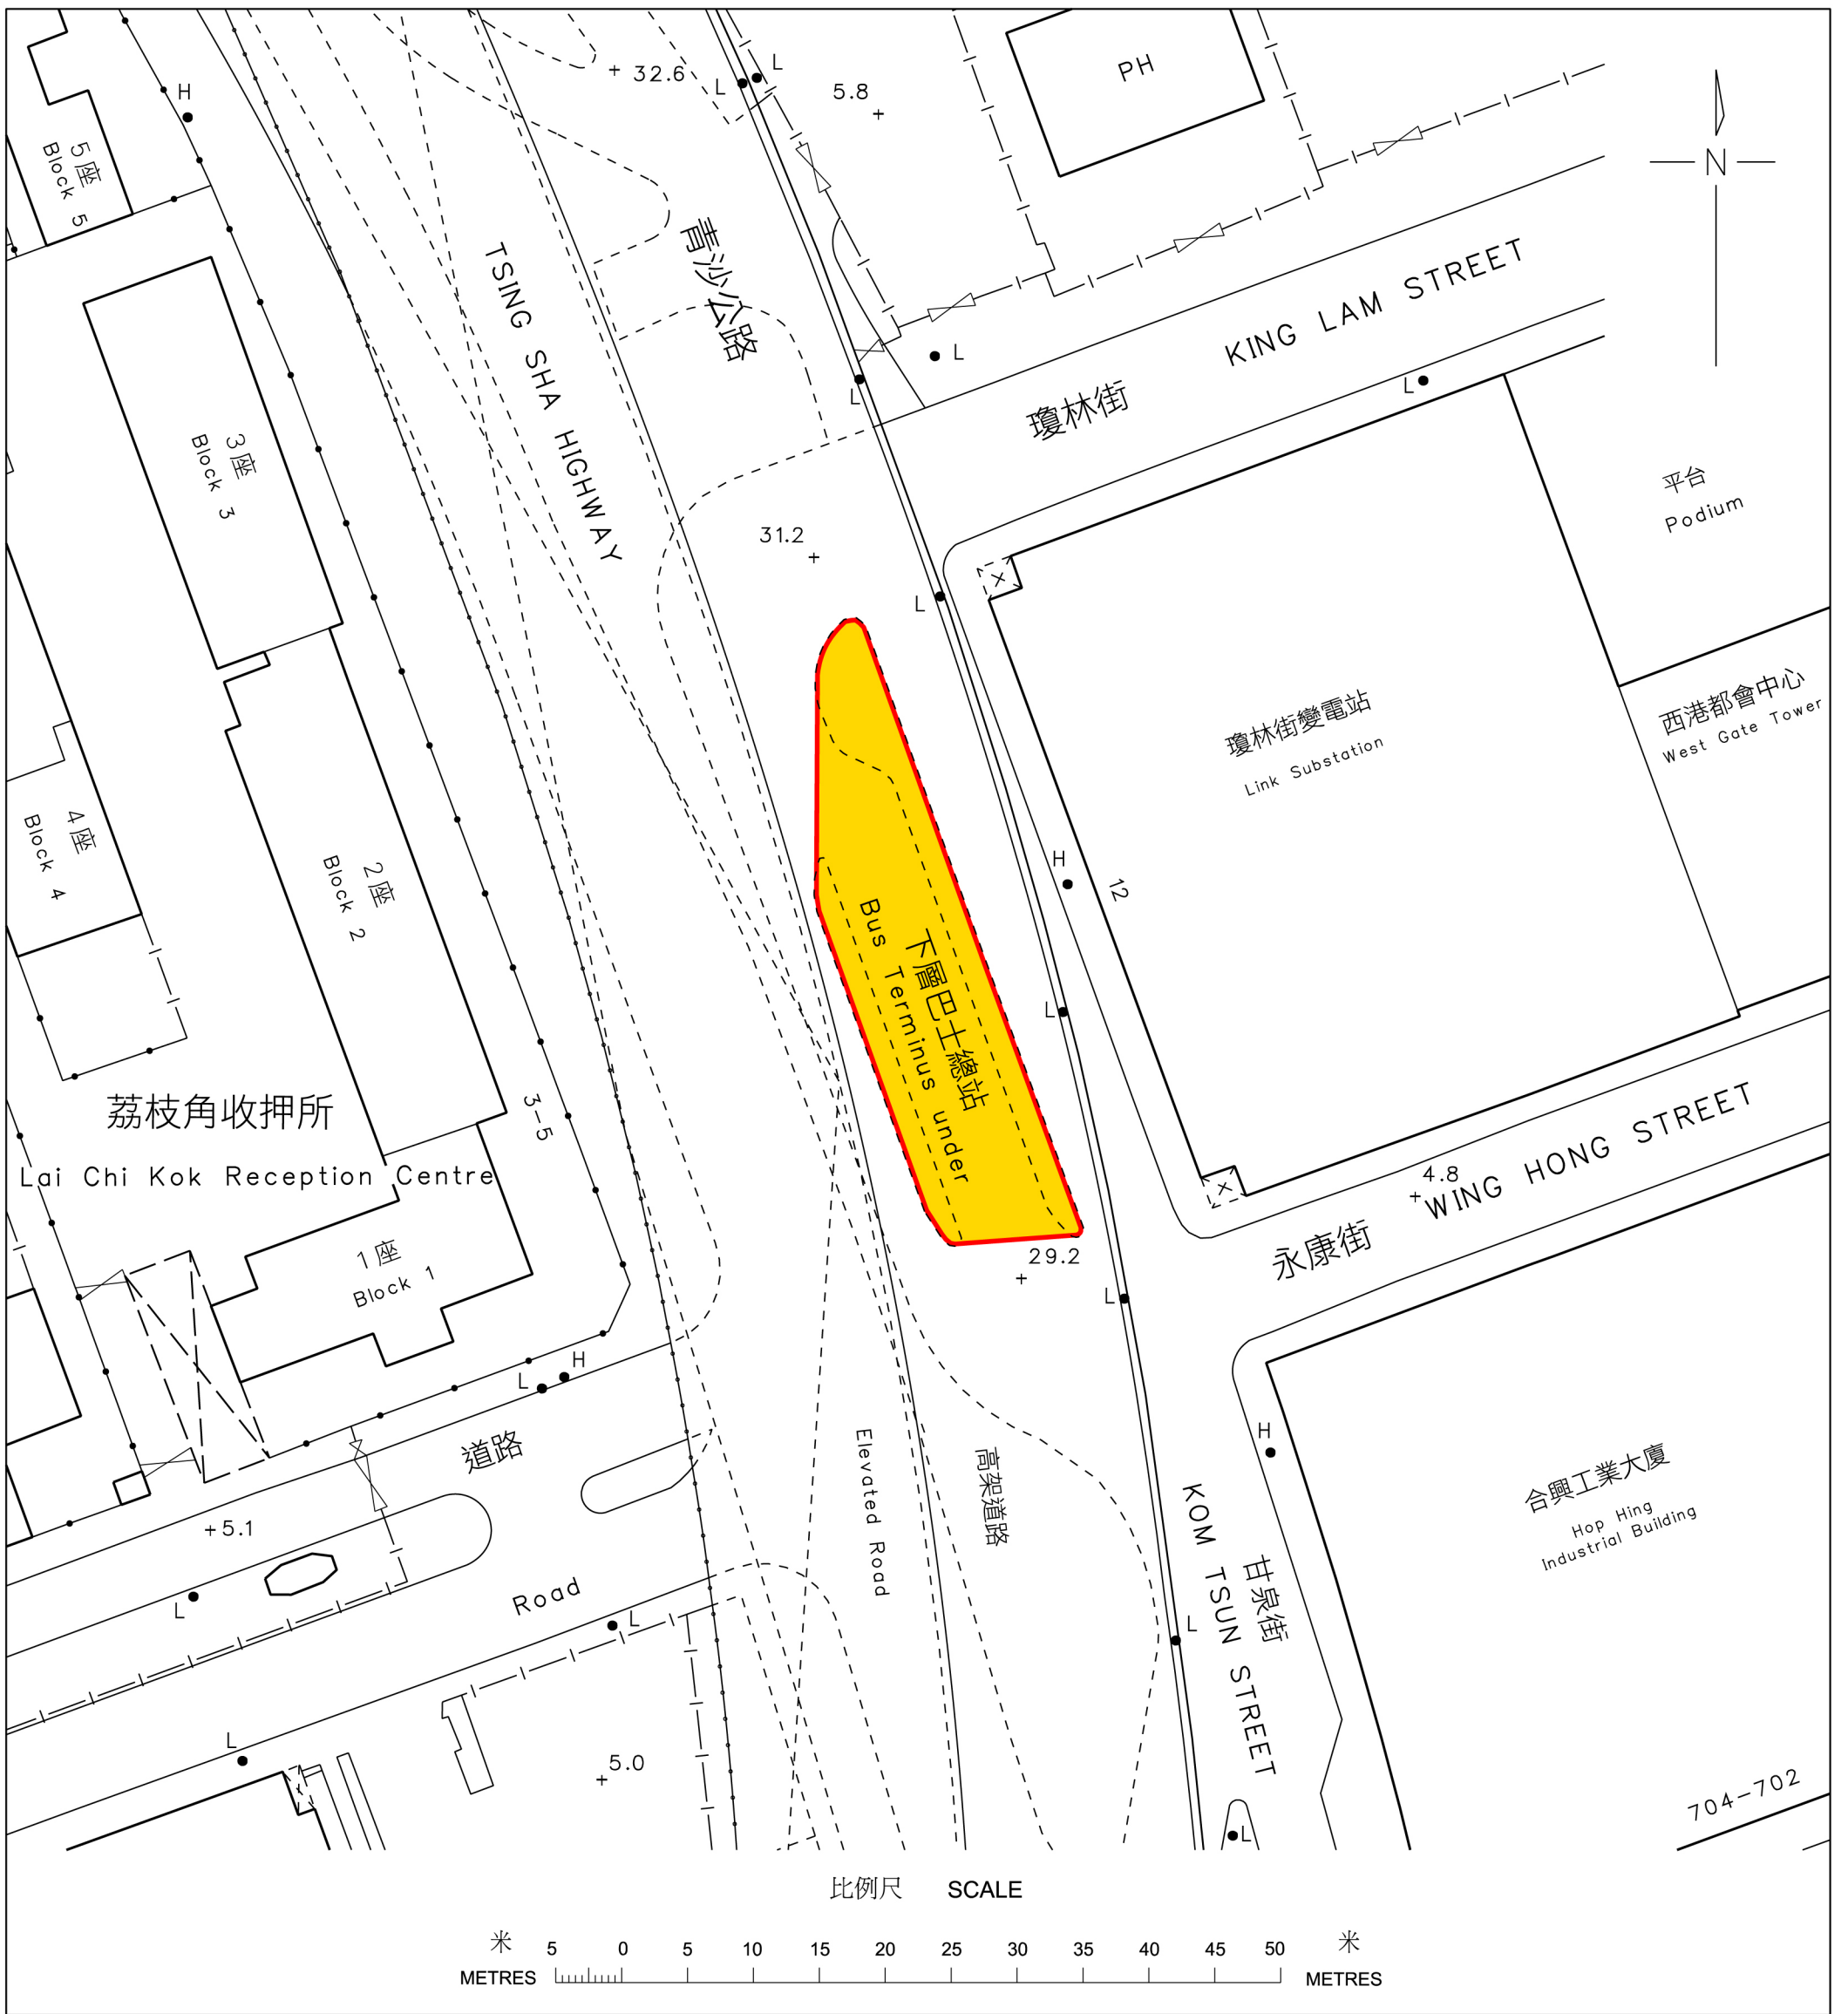 H
5座
Block 5
32.6
L
L
5.8
PH
N
TSING SHA HIGHWAY
青沙公路
KING LAM STREET
瓊林街
L
L
L
3座
Block 3
31.2
L
平台
Podium
瓊林街變電站
Link Substation
西港都會中心
West Gate Tower
4座
Block 4
2座
Block 2
H
12
下層巴士總站
Bus Terminus under
L
3-5
荔枝角收押所
Lai Chi Kok Reception Centre
WING HONG STREET
4.8
永康街
1座
Block 1
29.2
L
H
L
道路
Road
Elevated Road
高架道路
H
合興工業大廈
Hop Hing
Industrial Building
KOM TSUN STREET
甘泉街
5.1
L
L
L
L
5.0
L
704-702
比例尺 SCALE
米 5 0 5 10 15 20 25 30 35 40 45 50 米
METRES METRES